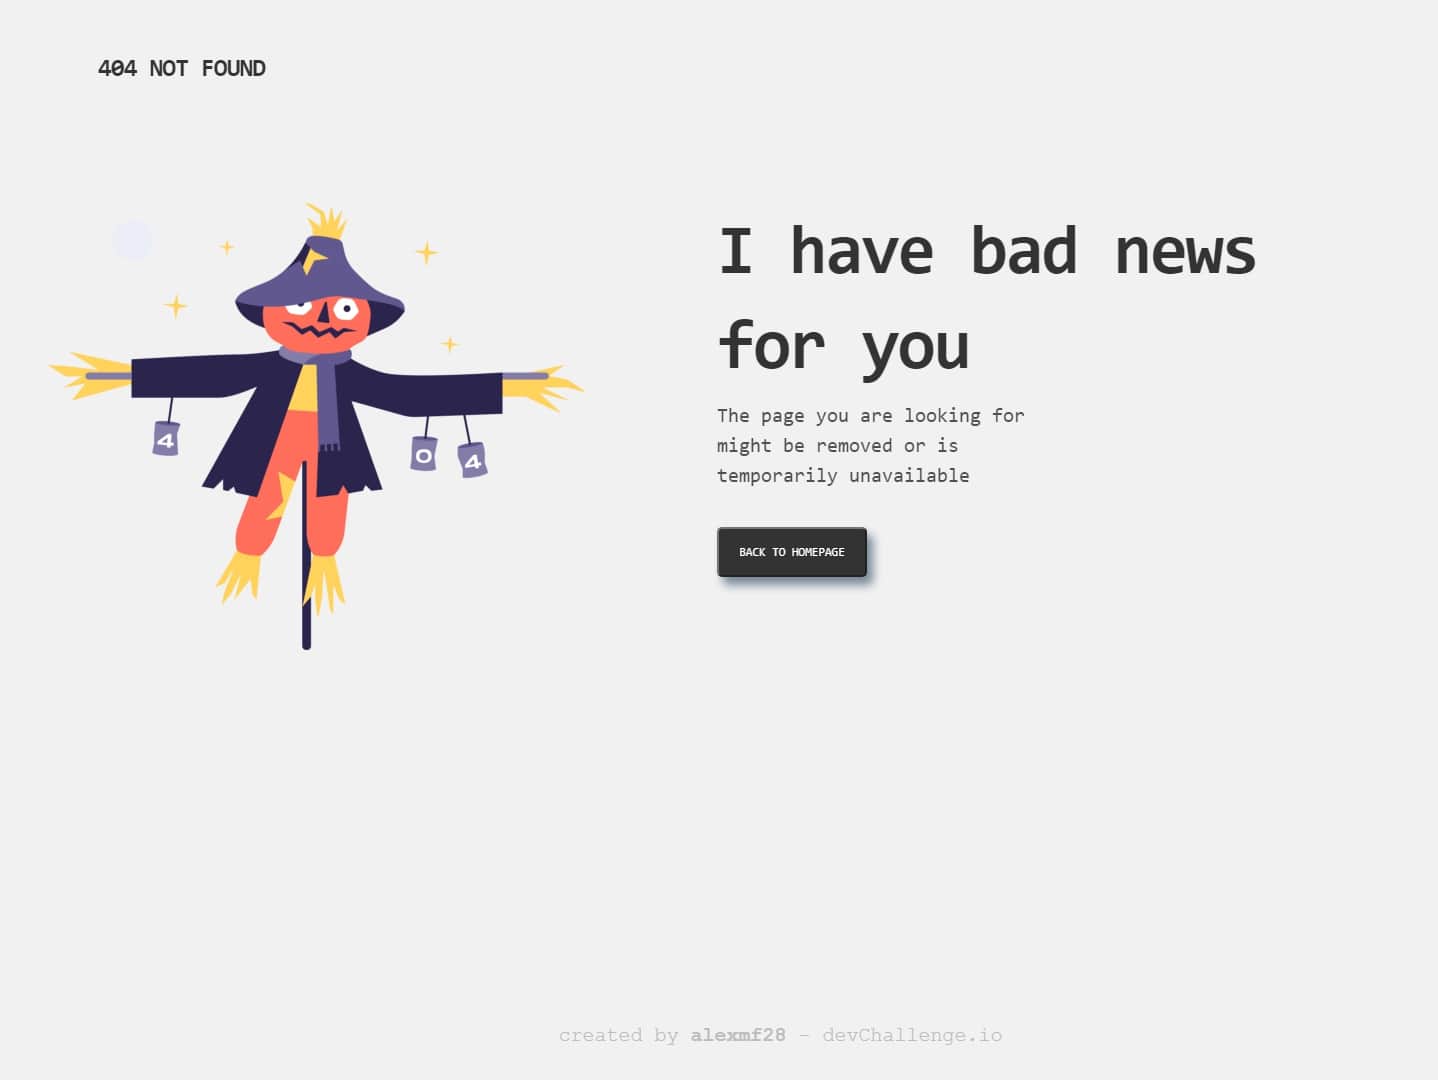 404 NOT FOUND
I have bad news
for you
4
0
4
The page you are looking for
might be removed or is
temporarily unavailable
BACK TO HOMEPAGE
created by alexmf28 - devChallenge.io